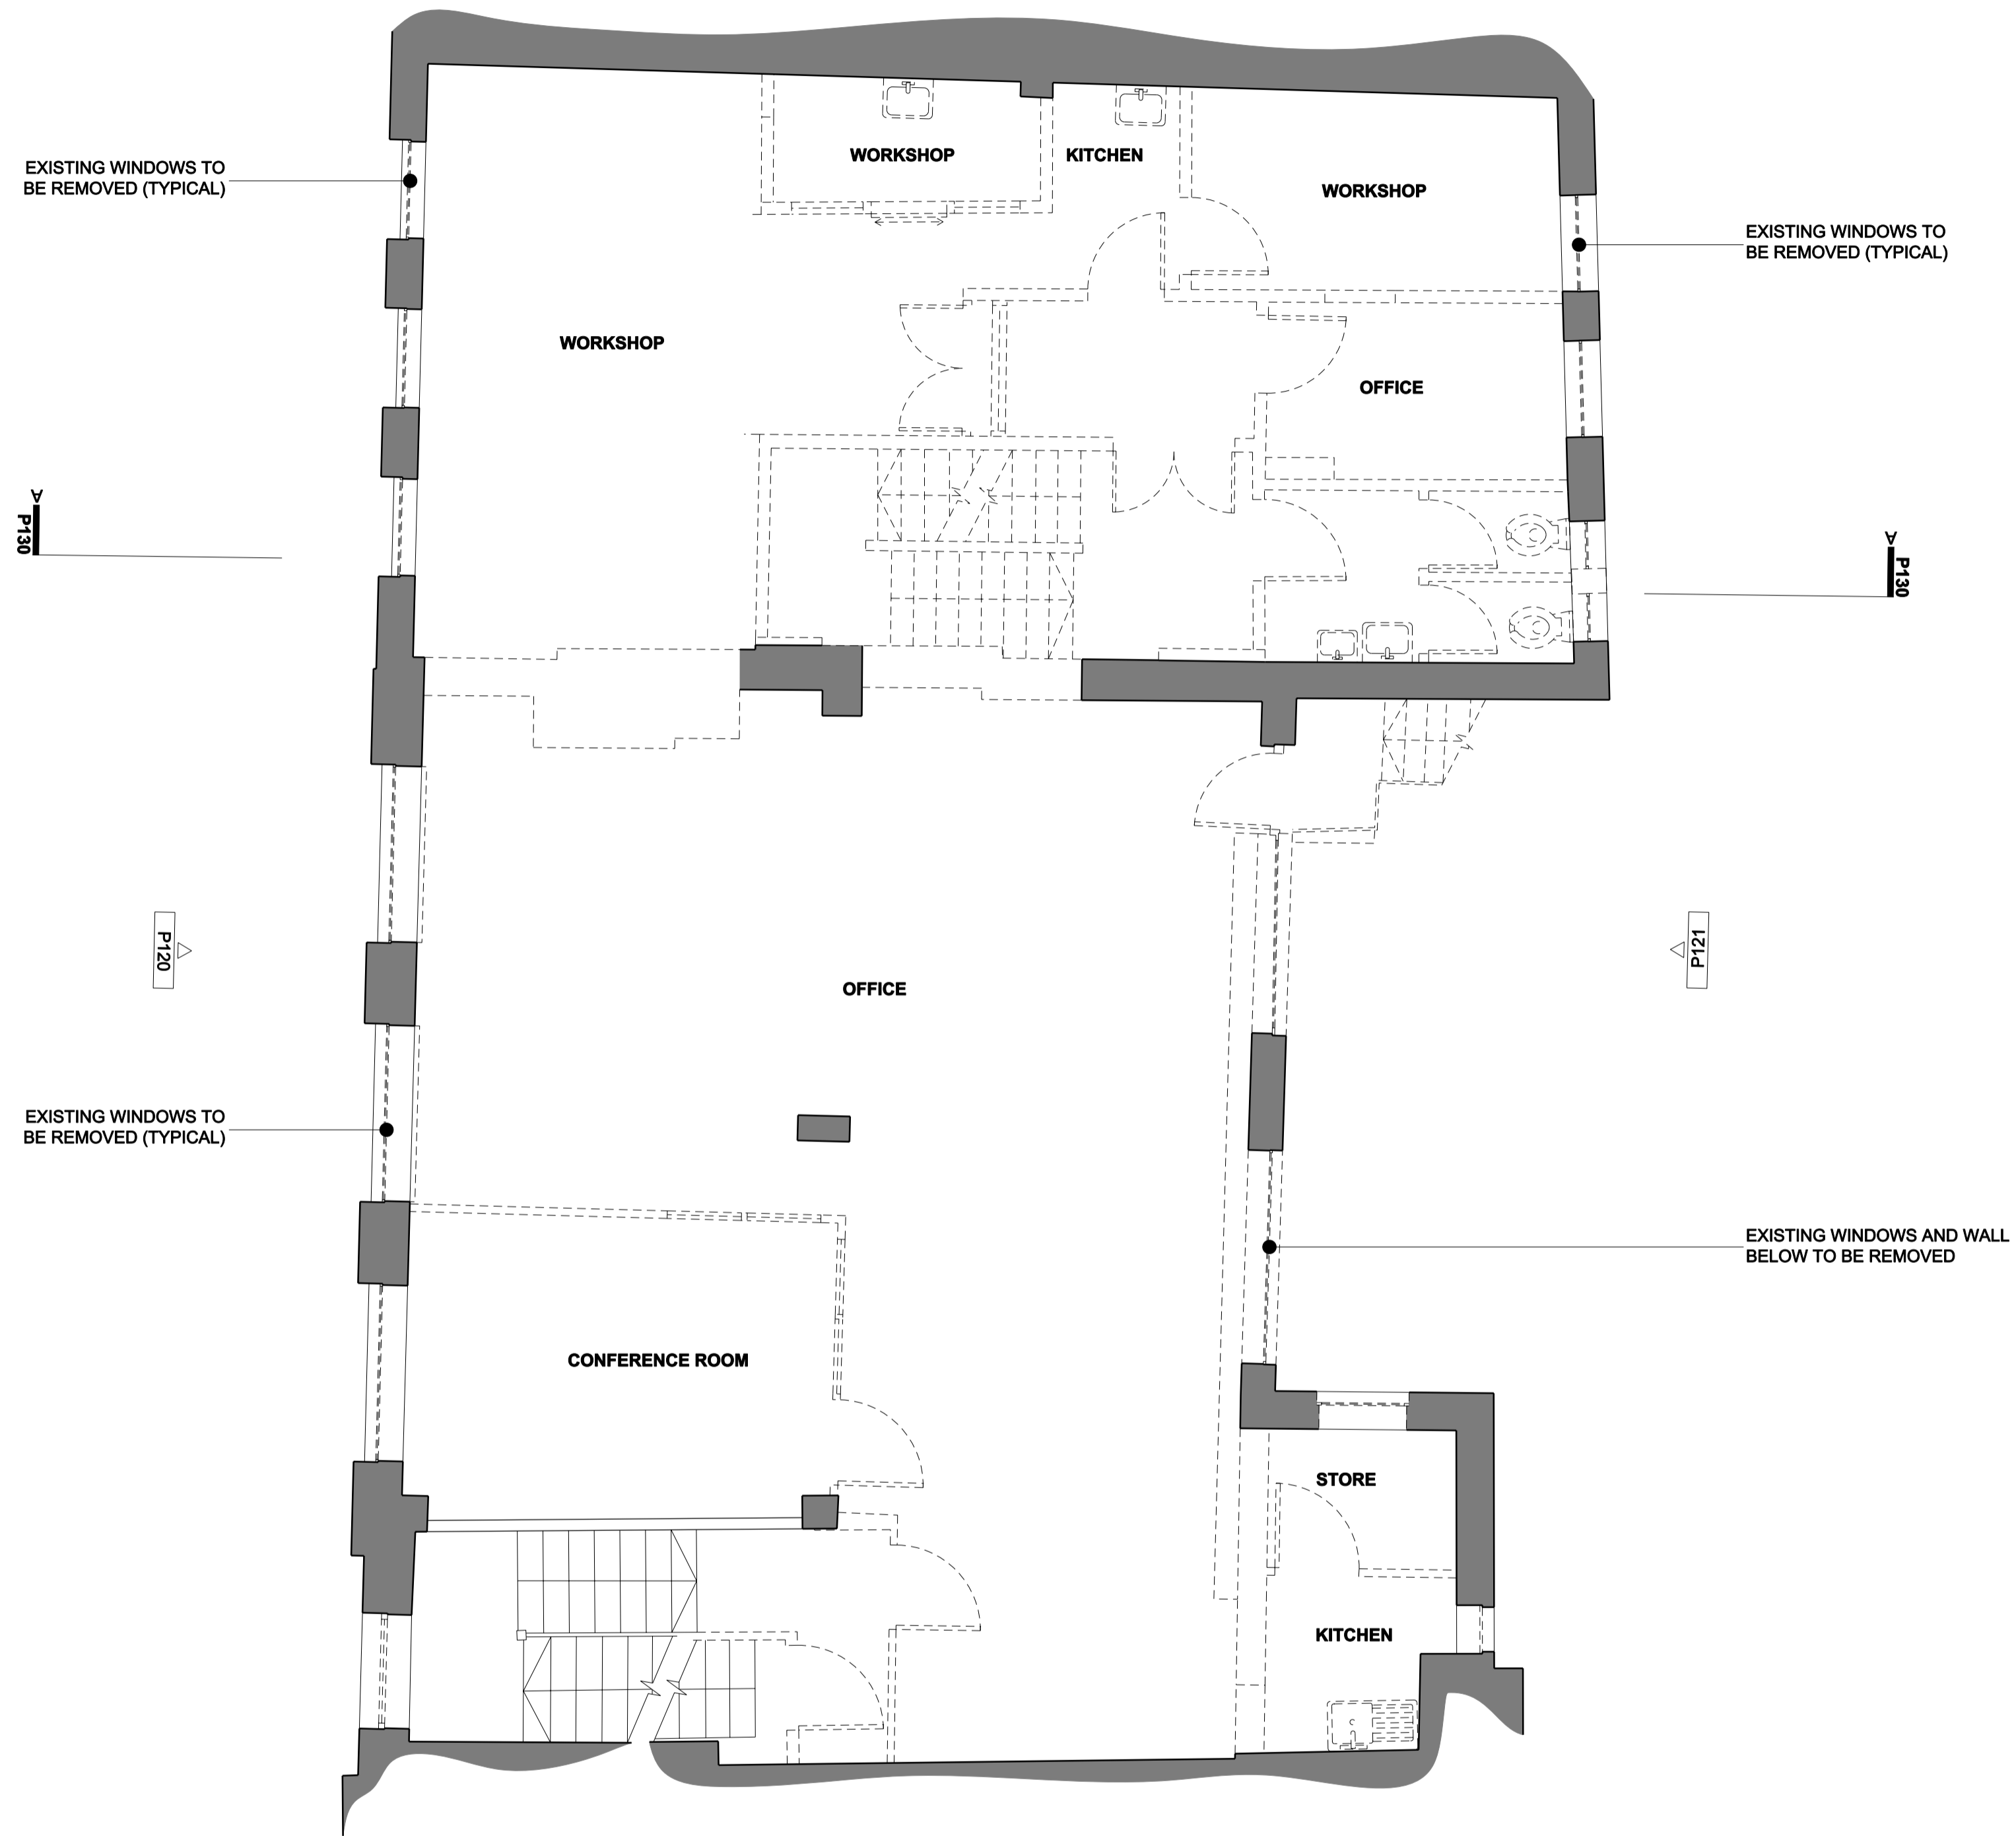 EXISTING WINDOWS TO
BE REMOVED (TYPICAL)
WORKSHOP
KITCHEN
WORKSHOP
EXISTING WINDOWS TO
BE REMOVED (TYPICAL)
WORKSHOP
OFFICE
A
P130
A
P130
P120
P121
OFFICE
EXISTING WINDOWS TO
BE REMOVED (TYPICAL)
EXISTING WINDOWS AND WALL
BELOW TO BE REMOVED
CONFERENCE ROOM
STORE
KITCHEN